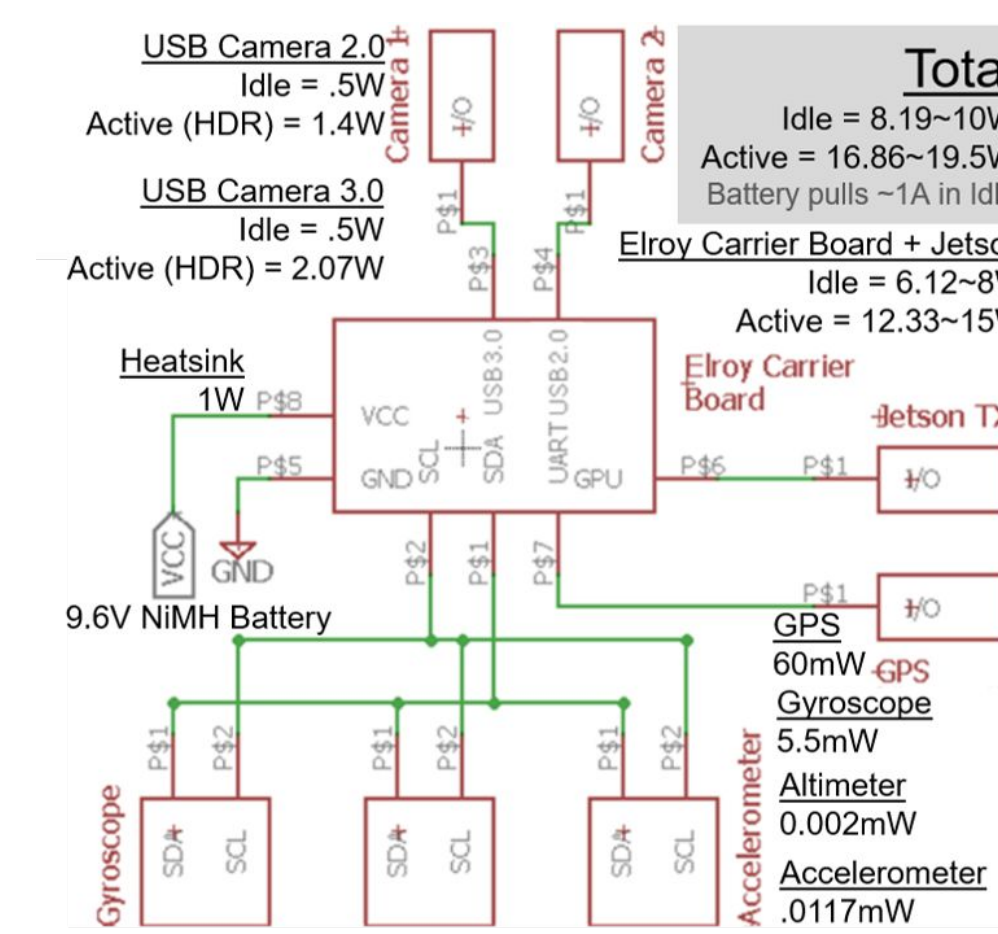 USB Camera 2.0
Idle = .5W
Active (HDR) = 1.4W
Camera 1
I/O
I/O
Camera 2
Tota
Idle = 8.19~10W
Active = 16.86~19.5W
Battery pulls ~1A in Idl
USB Camera 3.0
Idle = .5W
Active (HDR) = 2.07W
P$1
P$1
P$3
P$4
Elroy Carrier Board + Jetso
Idle = 6.12~8W
Active = 12.33~15W
Heatsink
1W
P$8
VCC
USB3.0
USB2.0
Elroy Carrier
Board
Jetson TX
P$5
GND
SCL
SDA
UART
GPU
P$6
P$1
I/O
VCC
GND
P$2
P$1
P$7
P$1
I/O
9.6V NiMH Battery
GPS
60mW
GPS
Gyroscope
5.5mW
Altimeter
0.002mW
Accelerometer
.0117mW
P$1
P$2
P$1
P$2
P$1
P$2
Gyroscope
SDA
SCL
SDA
SCL
SDA
SCL
Accelerometer